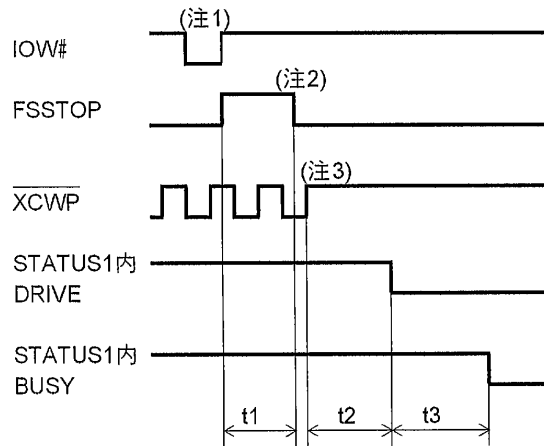 (注1)
IOW#
(注2)
FSSTOP
(注3)
XCWP
STATUS1内
DRIVE
STATUS1内
BUSY
t1
t2
t3